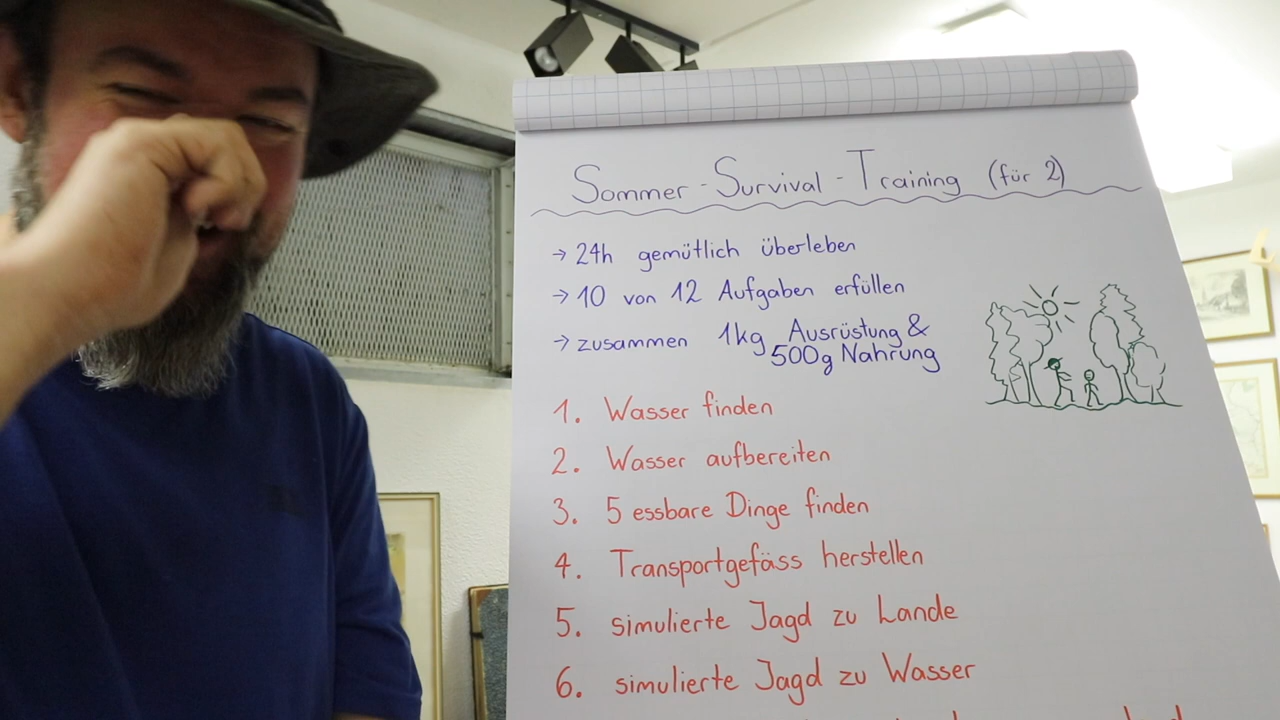 Sommer-Survival-Training (für 2)
→ 24h gemütlich überleben
→ 10 von 12 Aufgaben erfüllen
→ zusammen 1kg Ausrüstung &
500g Nahrung
1. Wasser finden
2. Wasser aufbereiten
3. 5 essbare Dinge finden
4. Transportgefäss herstellen
5. simulierte Jagd zu Lande
6. simulierte Jagd zu Wasser